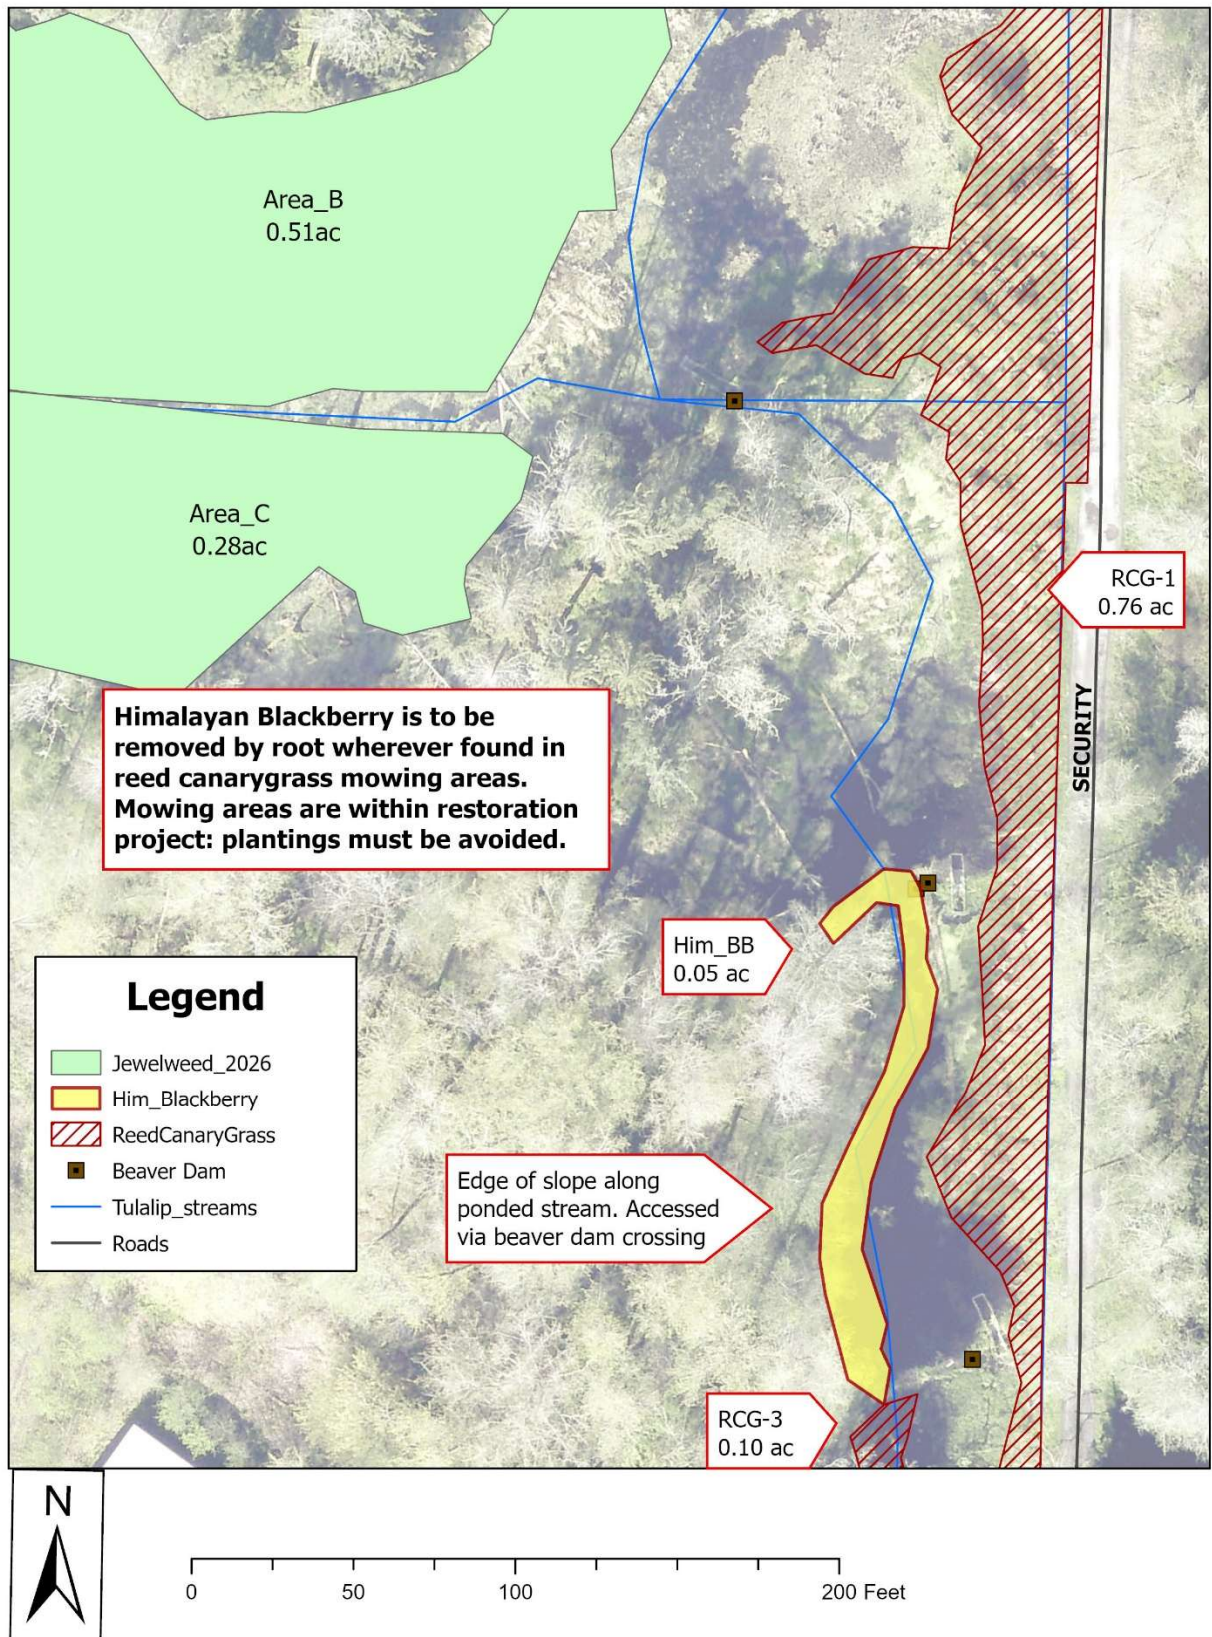 Area_B
0.51ac
Area_C
0.28ac
RCG-1
0.76 ac
SECURITY
Himalayan Blackberry is to be
removed by root wherever found in
reed canarygrass mowing areas.
Mowing areas are within restoration
project: plantings must be avoided.
Him_BB
0.05 ac
Legend
Jewelweed_2026
Him_Blackberry
ReedCanaryGrass
Beaver Dam
Tulalip_streams
Roads
Edge of slope along
ponded stream. Accessed
via beaver dam crossing
RCG-3
0.10 ac
N
0 50 100 200 Feet